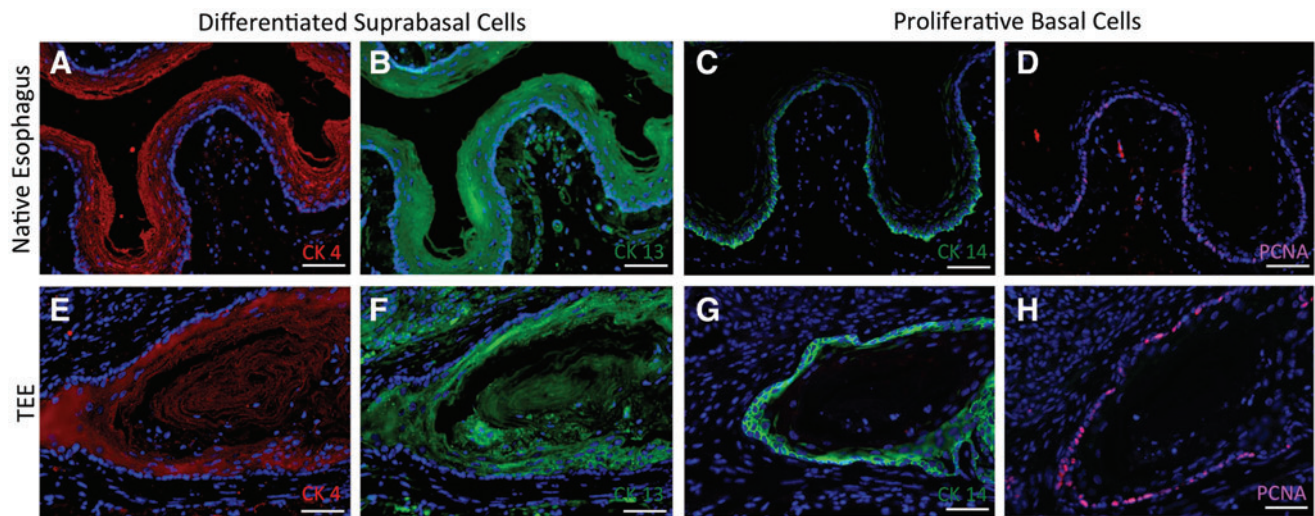 Differentiated Suprabasal Cells
Proliferative Basal Cells
Native Esophagus
A
CK 4
B
CK 13
C
CK 14
D
PCNA
TEE
E
CK 4
F
CK 13
G
CK 14
H
PCNA